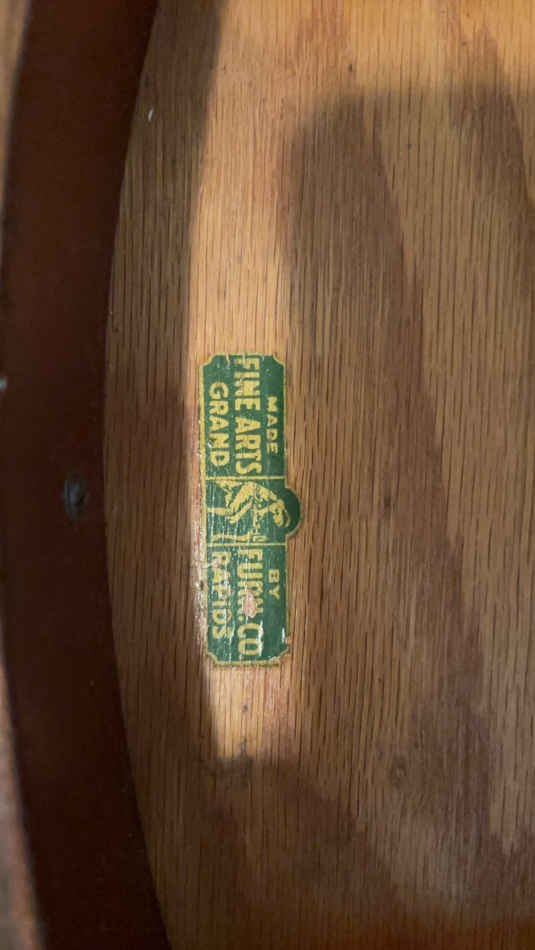 MADE BY
FINE ARTS FURN. CO.
GRAND RAPIDS